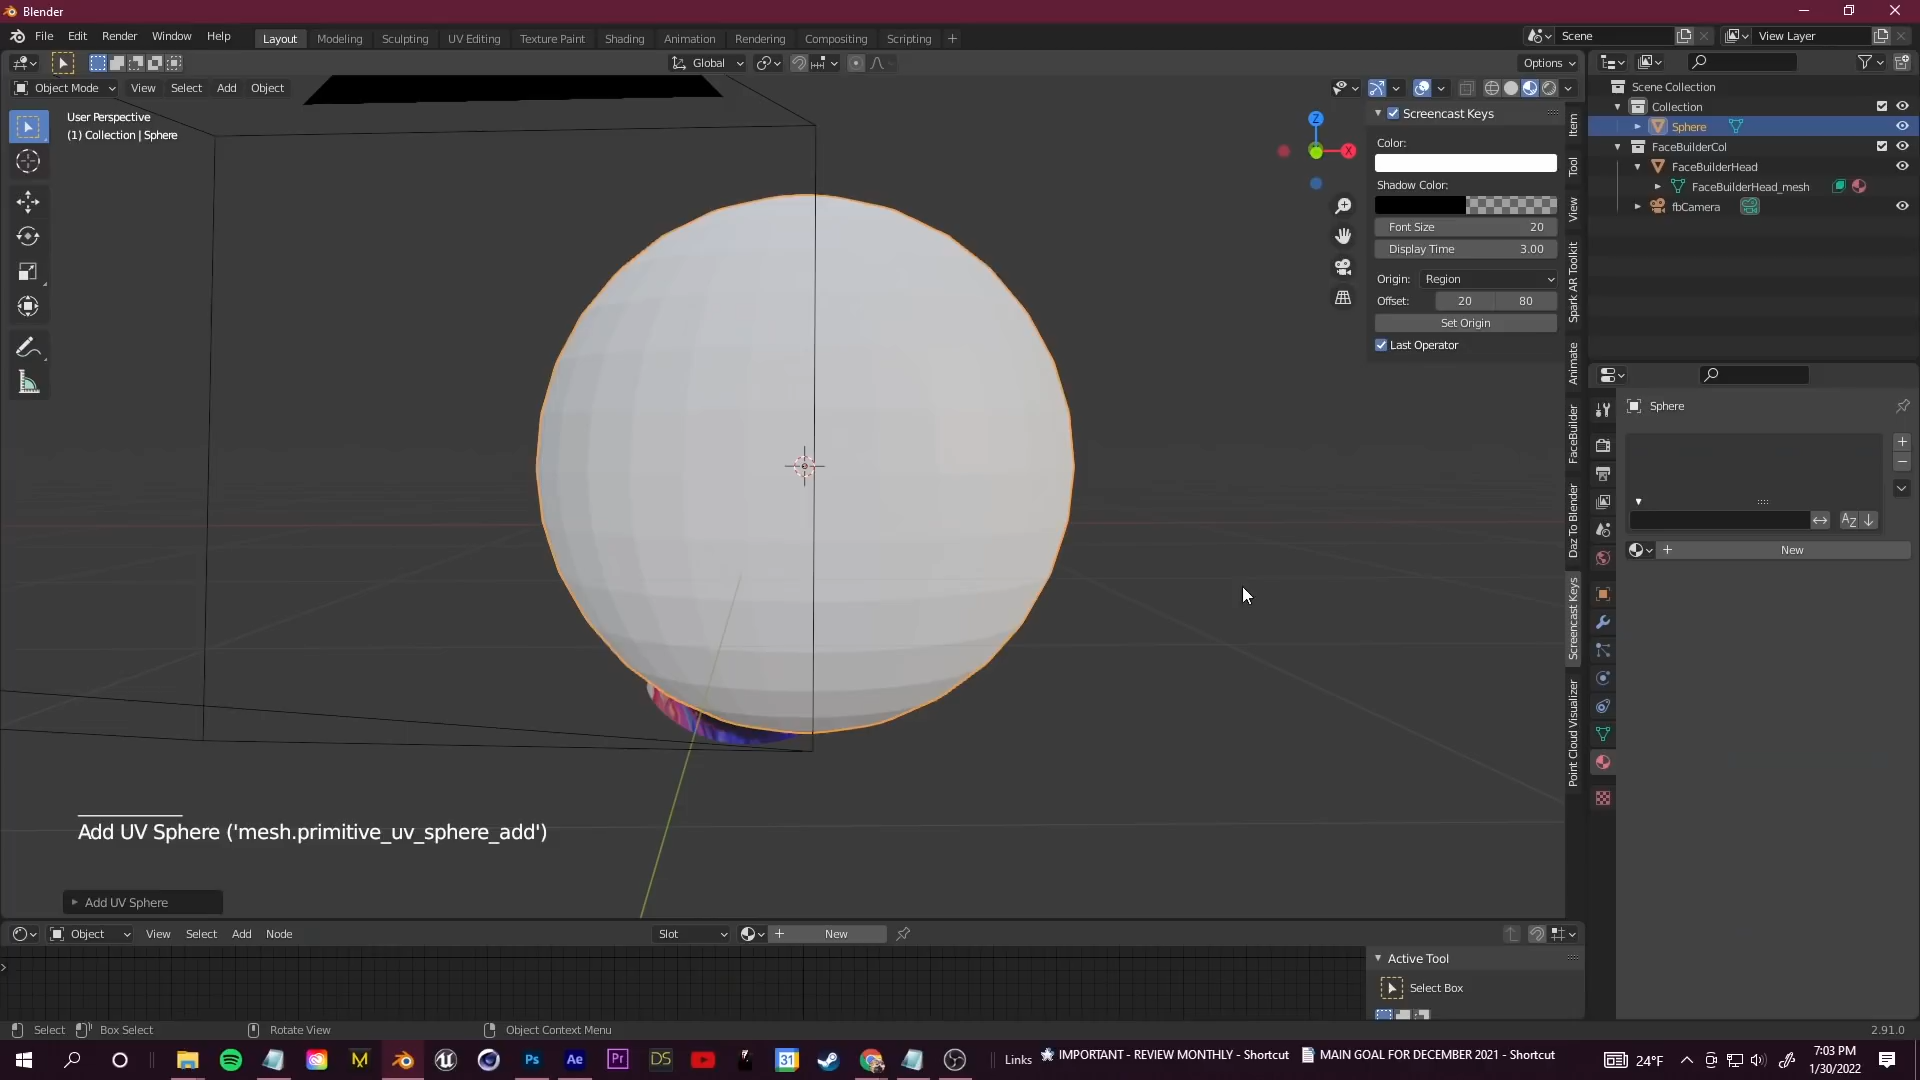 Blender
File Edit Render Window Help
Layout Modeling Sculpting UV Editing Texture Paint Shading Animation Rendering Compositing Scripting
Scene View Layer
Global Options
Object Mode View Select Add Object
User Perspective
(1) Collection | Sphere
Z
X
Screencast Keys
Color:
Shadow Color:
Font Size 20
Display Time 3.00
Origin: Region
Offset: 20 80
Set Origin
Last Operator
Item
Tool
View
Spark AR Toolkit
Animate
FaceBuilder
Daz To Blender
Screencast Keys
Point Cloud Visualizer
Scene Collection
Collection
Sphere
FaceBuilderCol
FaceBuilderHead
FaceBuilderHead_mesh
fbCamera
Sphere
New
Add UV Sphere ('mesh.primitive_uv_sphere_add')
Add UV Sphere
Object View Select Add Node Slot New
Active Tool
Select Box
Select Box Select Rotate View Object Context Menu 2.91.0
Ps Ae Pr DS 31 Links IMPORTANT - REVIEW MONTHLY - Shortcut MAIN GOAL FOR DECEMBER 2021 - Shortcut 24°F
7:03 PM
1/30/2022